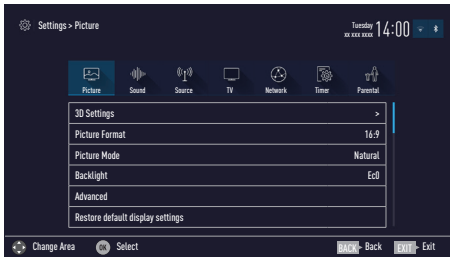 Settings > Picture
Tuesday
xx xxx xxxx
14:00
Picture
Sound
Source
TV
Network
Timer
Parental
3D Settings >
Picture Format 16:9
Picture Mode Natural
Backlight Ec0
Advanced
Restore default display settings
Change Area OK Select BACK Back EXIT Exit